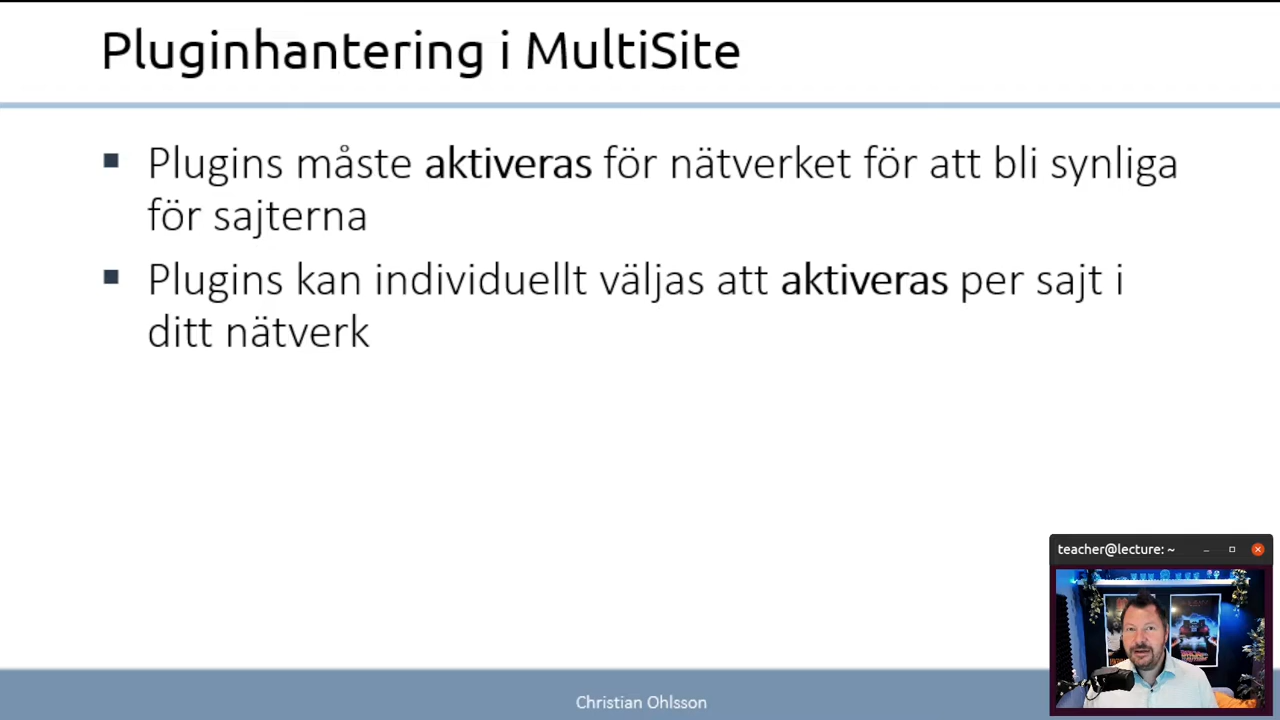 Pluginhantering i MultiSite
Plugins måste aktiveras för nätverket för att bli synliga
för sajterna
Plugins kan individuellt väljas att aktiveras per sajt i
ditt nätverk
teacher@lecture: ~
Christian Ohlsson